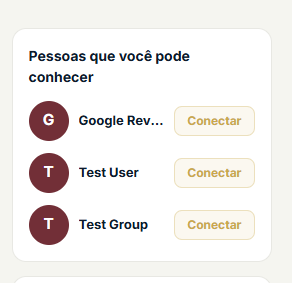 Pessoas que você pode
conhecer
G Google Rev... Conectar
T Test User Conectar
T Test Group Conectar